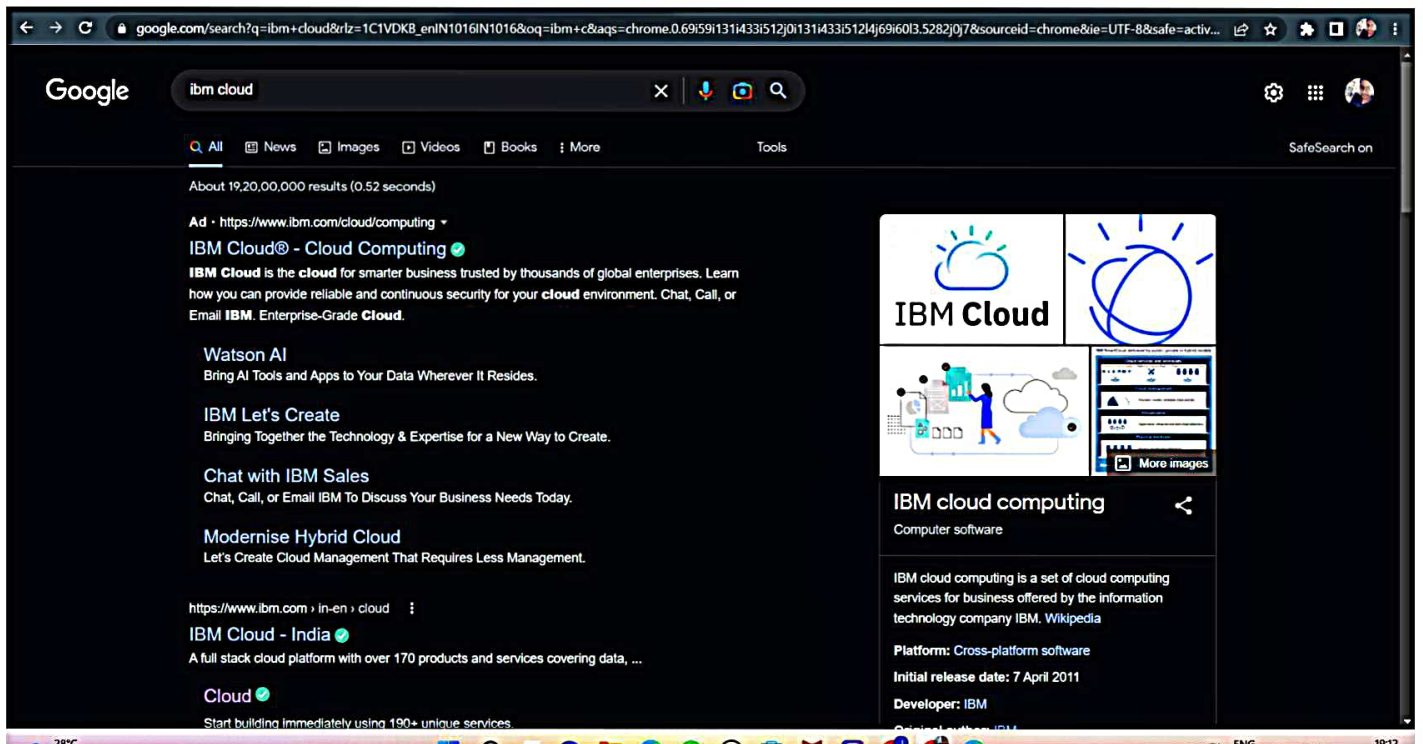 google.com/search?q=ibm+cloud&rlz=1C1VDKB_enIN1016IN1016&oq=ibm+c&aqs=chrome.0.69i59i131i433i512j0i131i433i512l4j69i60l3.5282j0j7&sourceid=chrome&ie=UTF-8&safe=activ...
Google
ibm cloud
All News Images Videos Books More Tools SafeSearch on
About 19,20,00,000 results (0.52 seconds)
Ad · https://www.ibm.com/cloud/computing
IBM Cloud® - Cloud Computing
IBM Cloud is the cloud for smarter business trusted by thousands of global enterprises. Learn
how you can provide reliable and continuous security for your cloud environment. Chat, Call, or
Email IBM. Enterprise-Grade Cloud.
Watson AI
Bring AI Tools and Apps to Your Data Wherever It Resides.
IBM Let's Create
Bringing Together the Technology & Expertise for a New Way to Create.
Chat with IBM Sales
Chat, Call, or Email IBM To Discuss Your Business Needs Today.
Modernise Hybrid Cloud
Let's Create Cloud Management That Requires Less Management.
https://www.ibm.com › in-en › cloud
IBM Cloud - India
A full stack cloud platform with over 170 products and services covering data, ...
Cloud
Start building immediately using 190+ unique services.
IBM Cloud
More images
IBM cloud computing
Computer software
IBM cloud computing is a set of cloud computing
services for business offered by the information
technology company IBM. Wikipedia
Platform: Cross-platform software
Initial release date: 7 April 2011
Developer: IBM
Original author: IBM
28°C
ENG
19:12